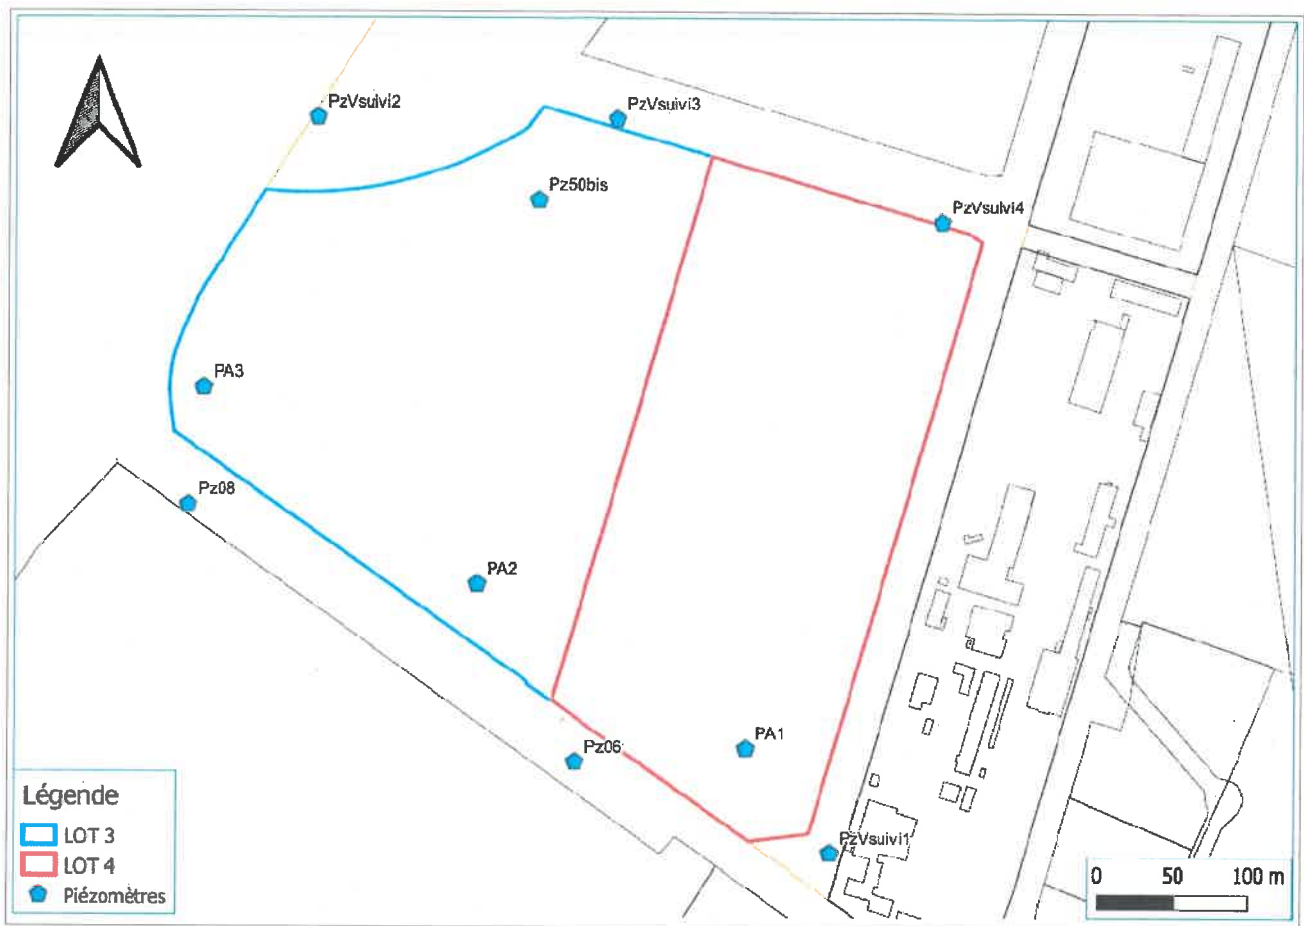 PzVsuivi2
PzVsuivi3
Pz50bis
PzVsuivi4
PA3
Pz08
PA2
Pz06
PA1
PzVsuivi1
Légende
LOT 3
LOT 4
Piézomètres
0 50 100 m